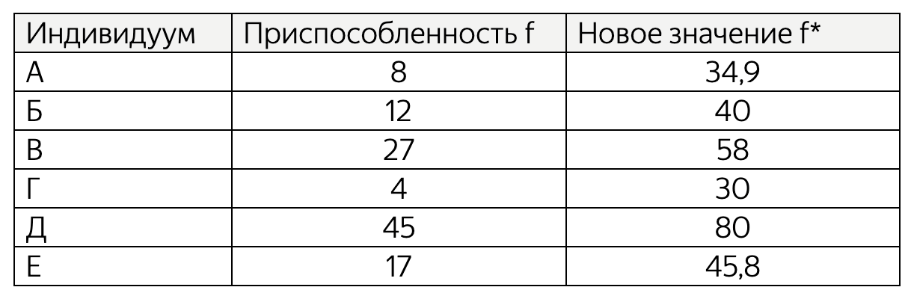 Индивидуум Приспособленность f Новое значение f*
А 8 34,9
Б 12 40
В 27 58
Г 4 30
Д 45 80
Е 17 45,8